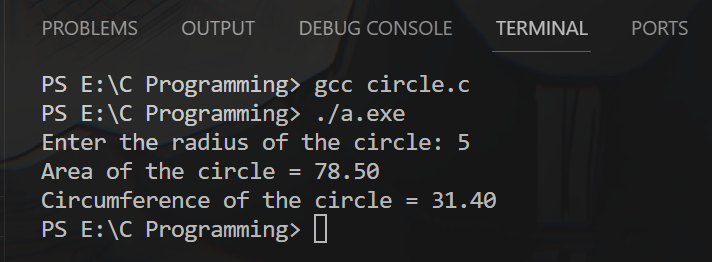 PROBLEMS OUTPUT DEBUG CONSOLE TERMINAL PORTS
PS E:\C Programming> gcc circle.c
PS E:\C Programming> ./a.exe
Enter the radius of the circle: 5
Area of the circle = 78.50
Circumference of the circle = 31.40
PS E:\C Programming>